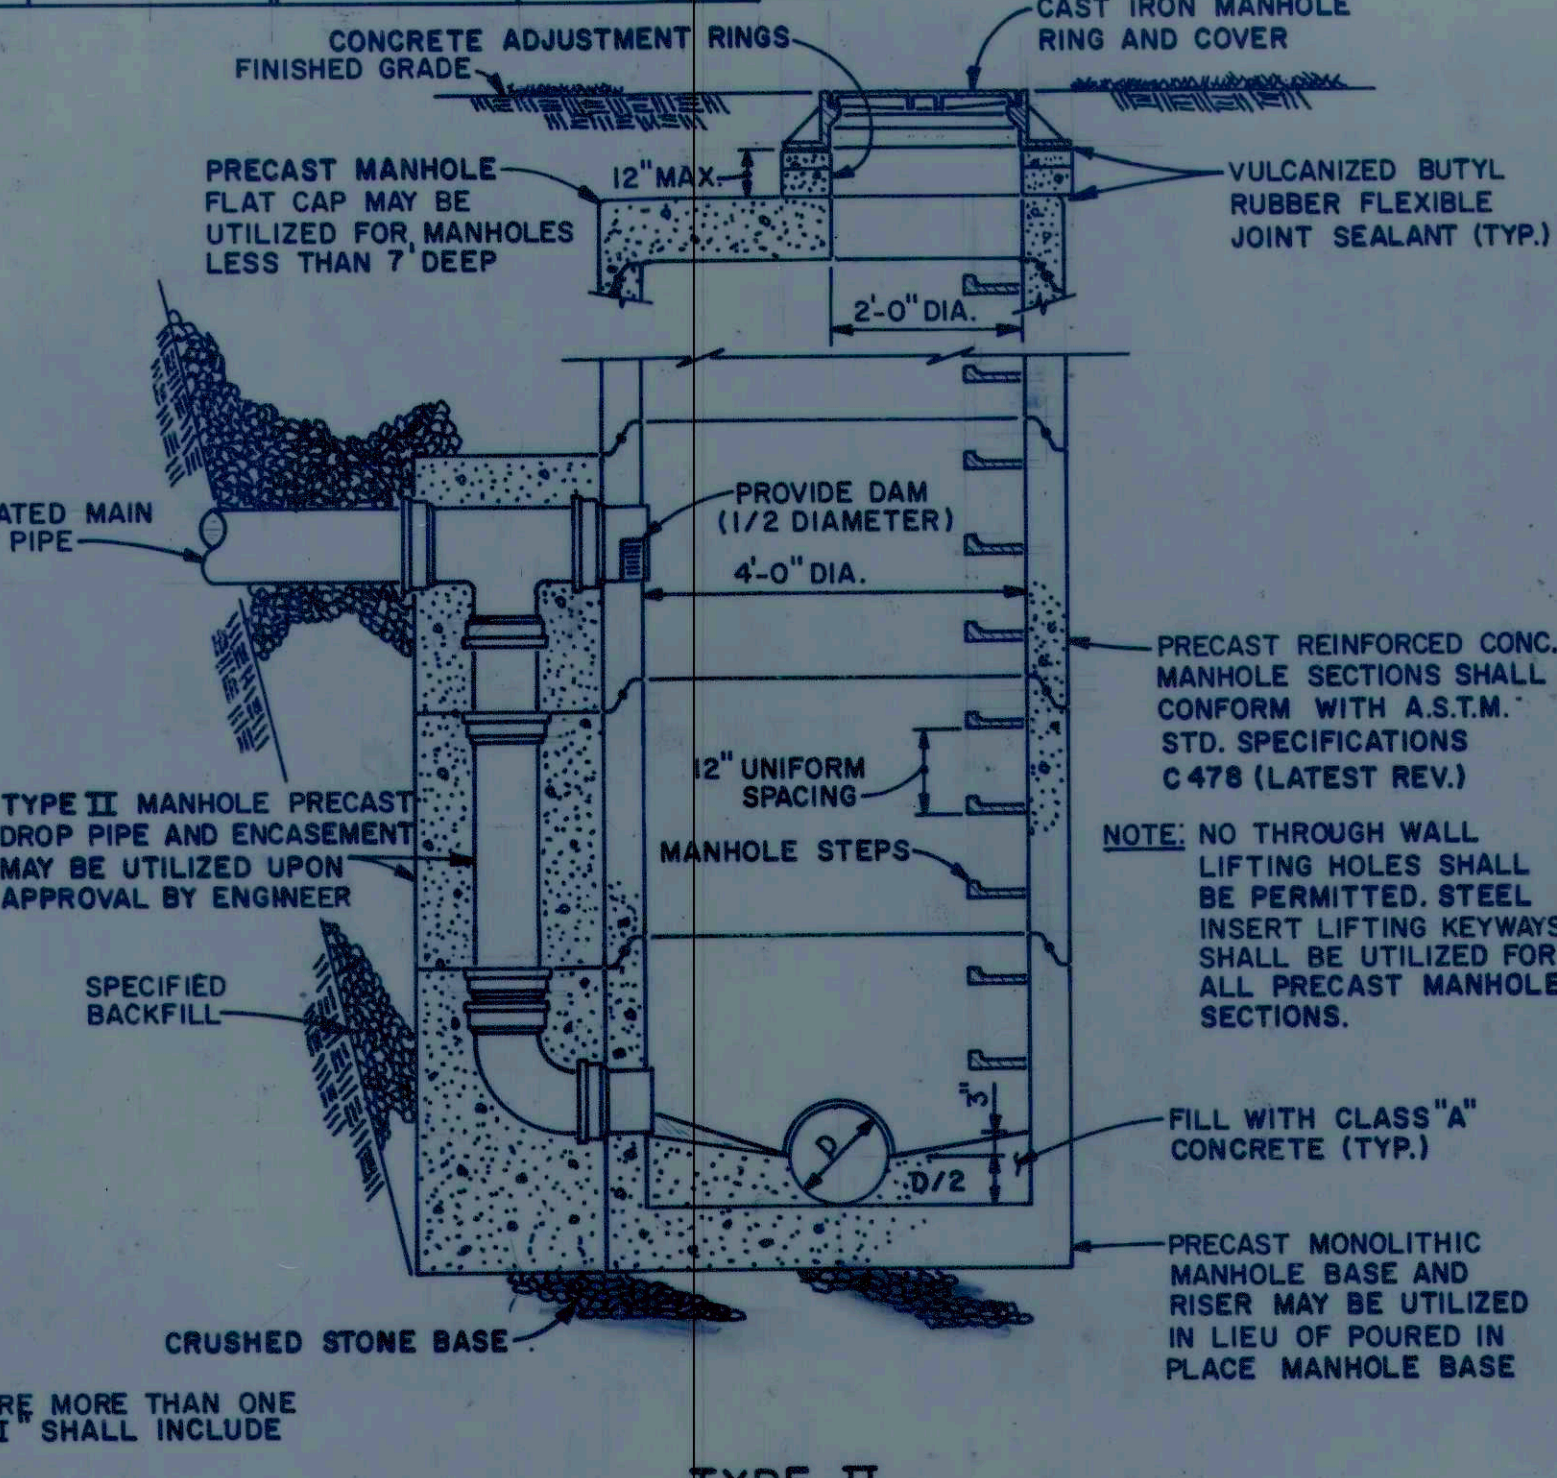 CAST IRON MANHOLE
RING AND COVER
CONCRETE ADJUSTMENT RINGS
FINISHED GRADE
PRECAST MANHOLE
FLAT CAP MAY BE
UTILIZED FOR MANHOLES
LESS THAN 7' DEEP
12" MAX.
VULCANIZED BUTYL
RUBBER FLEXIBLE
JOINT SEALANT (TYP.)
2'-0" DIA.
ATED MAIN
PIPE
PROVIDE DAM
(1/2 DIAMETER)
4'-0" DIA.
PRECAST REINFORCED CONC.
MANHOLE SECTIONS SHALL
CONFORM WITH A.S.T.M.
STD. SPECIFICATIONS
C 478 (LATEST REV.)
12" UNIFORM
SPACING
TYPE II MANHOLE PRECAST
DROP PIPE AND ENCASEMENT
MAY BE UTILIZED UPON
APPROVAL BY ENGINEER
MANHOLE STEPS
NOTE: NO THROUGH WALL
LIFTING HOLES SHALL
BE PERMITTED. STEEL
INSERT LIFTING KEYWAYS
SHALL BE UTILIZED FOR
ALL PRECAST MANHOLE
SECTIONS.
SPECIFIED
BACKFILL
3"
D
D/2
FILL WITH CLASS "A"
CONCRETE (TYP.)
PRECAST MONOLITHIC
MANHOLE BASE AND
RISER MAY BE UTILIZED
IN LIEU OF POURED IN
PLACE MANHOLE BASE
CRUSHED STONE BASE
RE MORE THAN ONE
I" SHALL INCLUDE
TYPE II